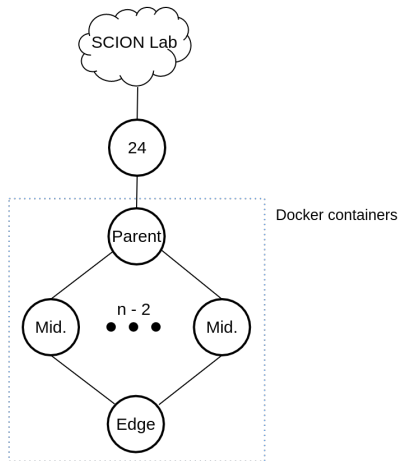 SCION Lab
24
Parent
Docker containers
n - 2
Mid.
Mid.
Edge